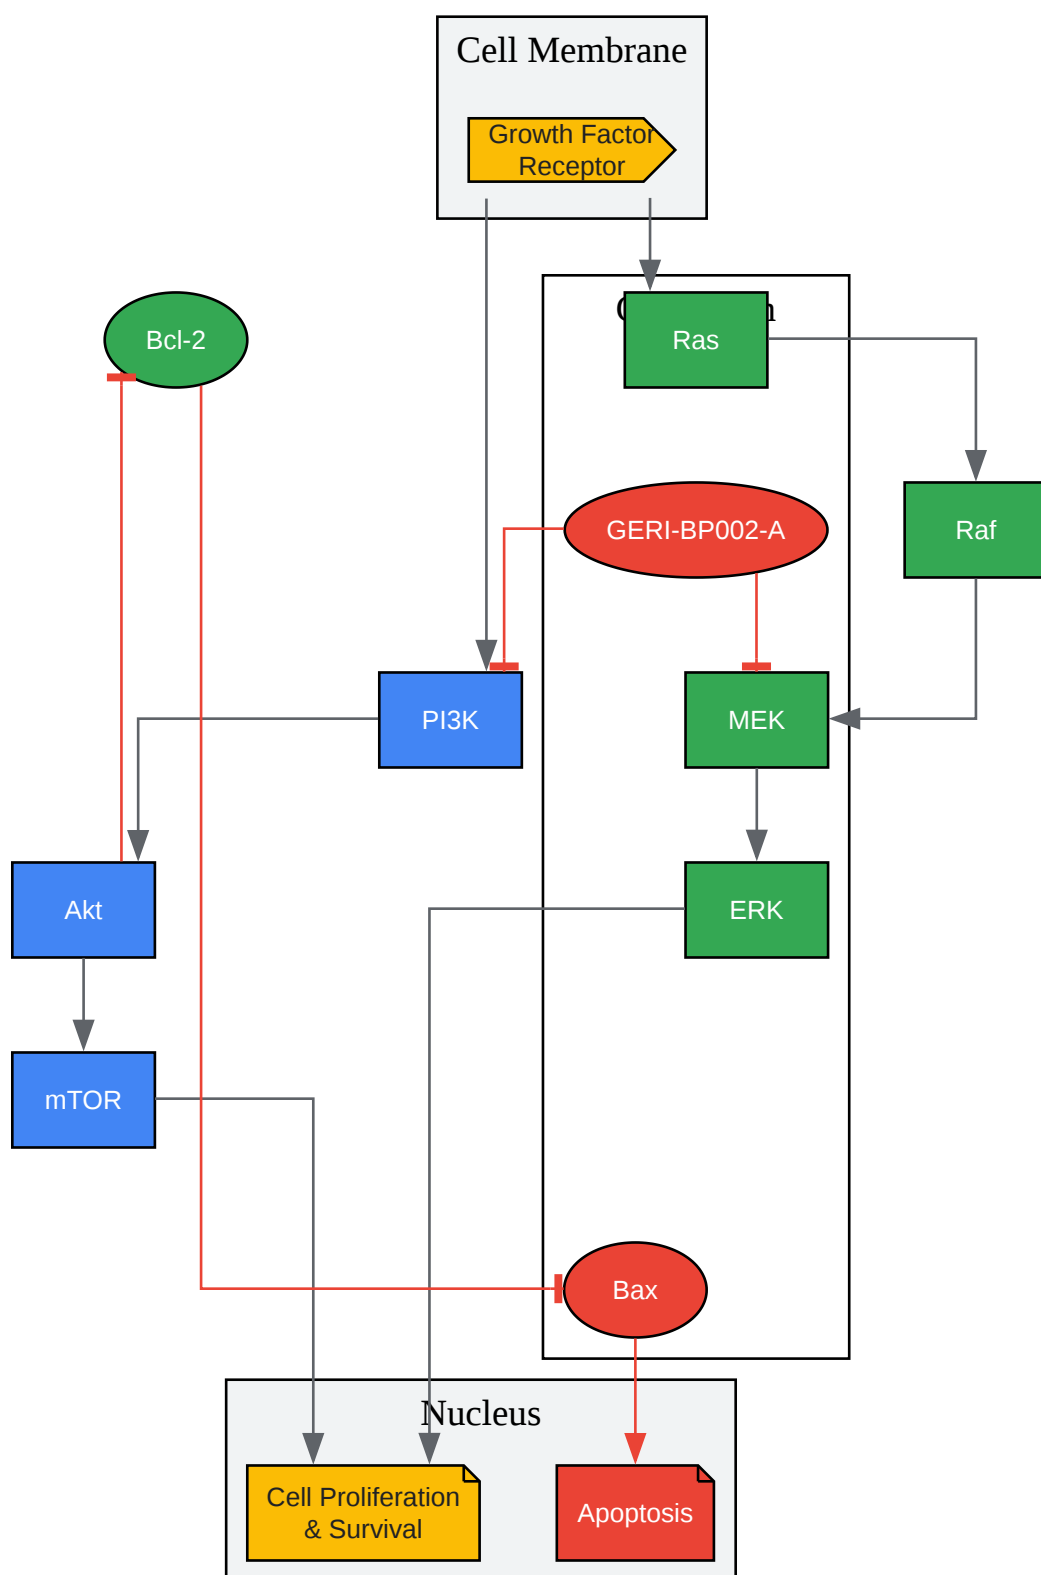 Cell Membrane
Growth Factor
Receptor
Bcl-2
Ras
GERI-BP002-A
Raf
PI3K
MEK
Akt
ERK
mTOR
Bax
Nucleus
Cell Proliferation
& Survival
Apoptosis